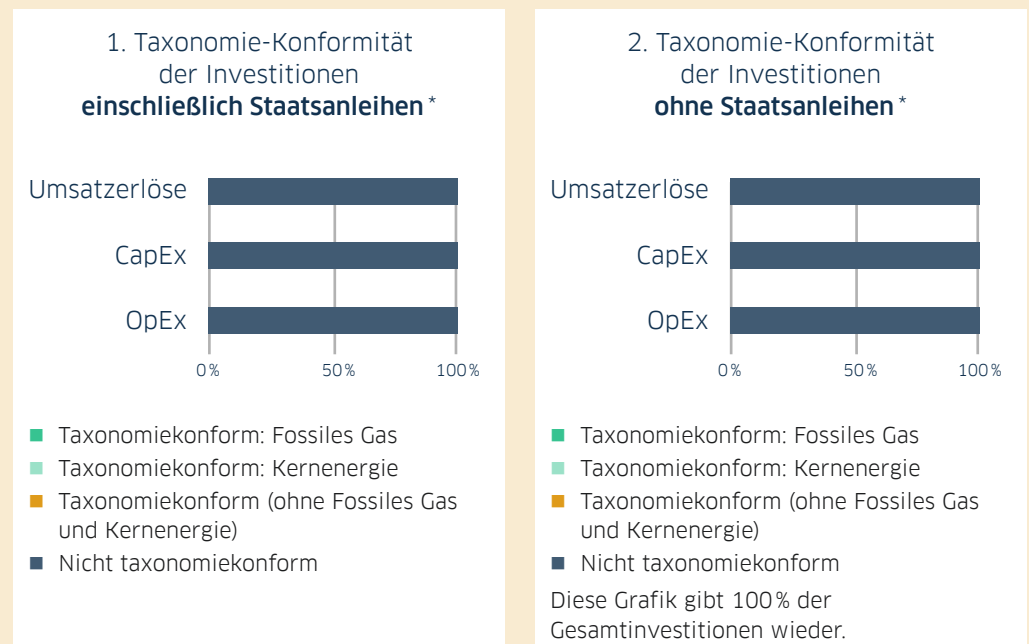 1. Taxonomie-Konformität
der Investitionen
einschließlich Staatsanleihen*
Umsatzerlöse
CapEx
OpEx
0%
50%
100%
Taxonomiekonform: Fossiles Gas
Taxonomiekonform: Kernenergie
Taxonomiekonform (ohne Fossiles Gas
und Kernenergie)
Nicht taxonomiekonform
2. Taxonomie-Konformität
der Investitionen
ohne Staatsanleihen*
Umsatzerlöse
CapEx
OpEx
0%
50%
100%
Taxonomiekonform: Fossiles Gas
Taxonomiekonform: Kernenergie
Taxonomiekonform (ohne Fossiles Gas
und Kernenergie)
Nicht taxonomiekonform
Diese Grafik gibt 100% der
Gesamtinvestitionen wieder.